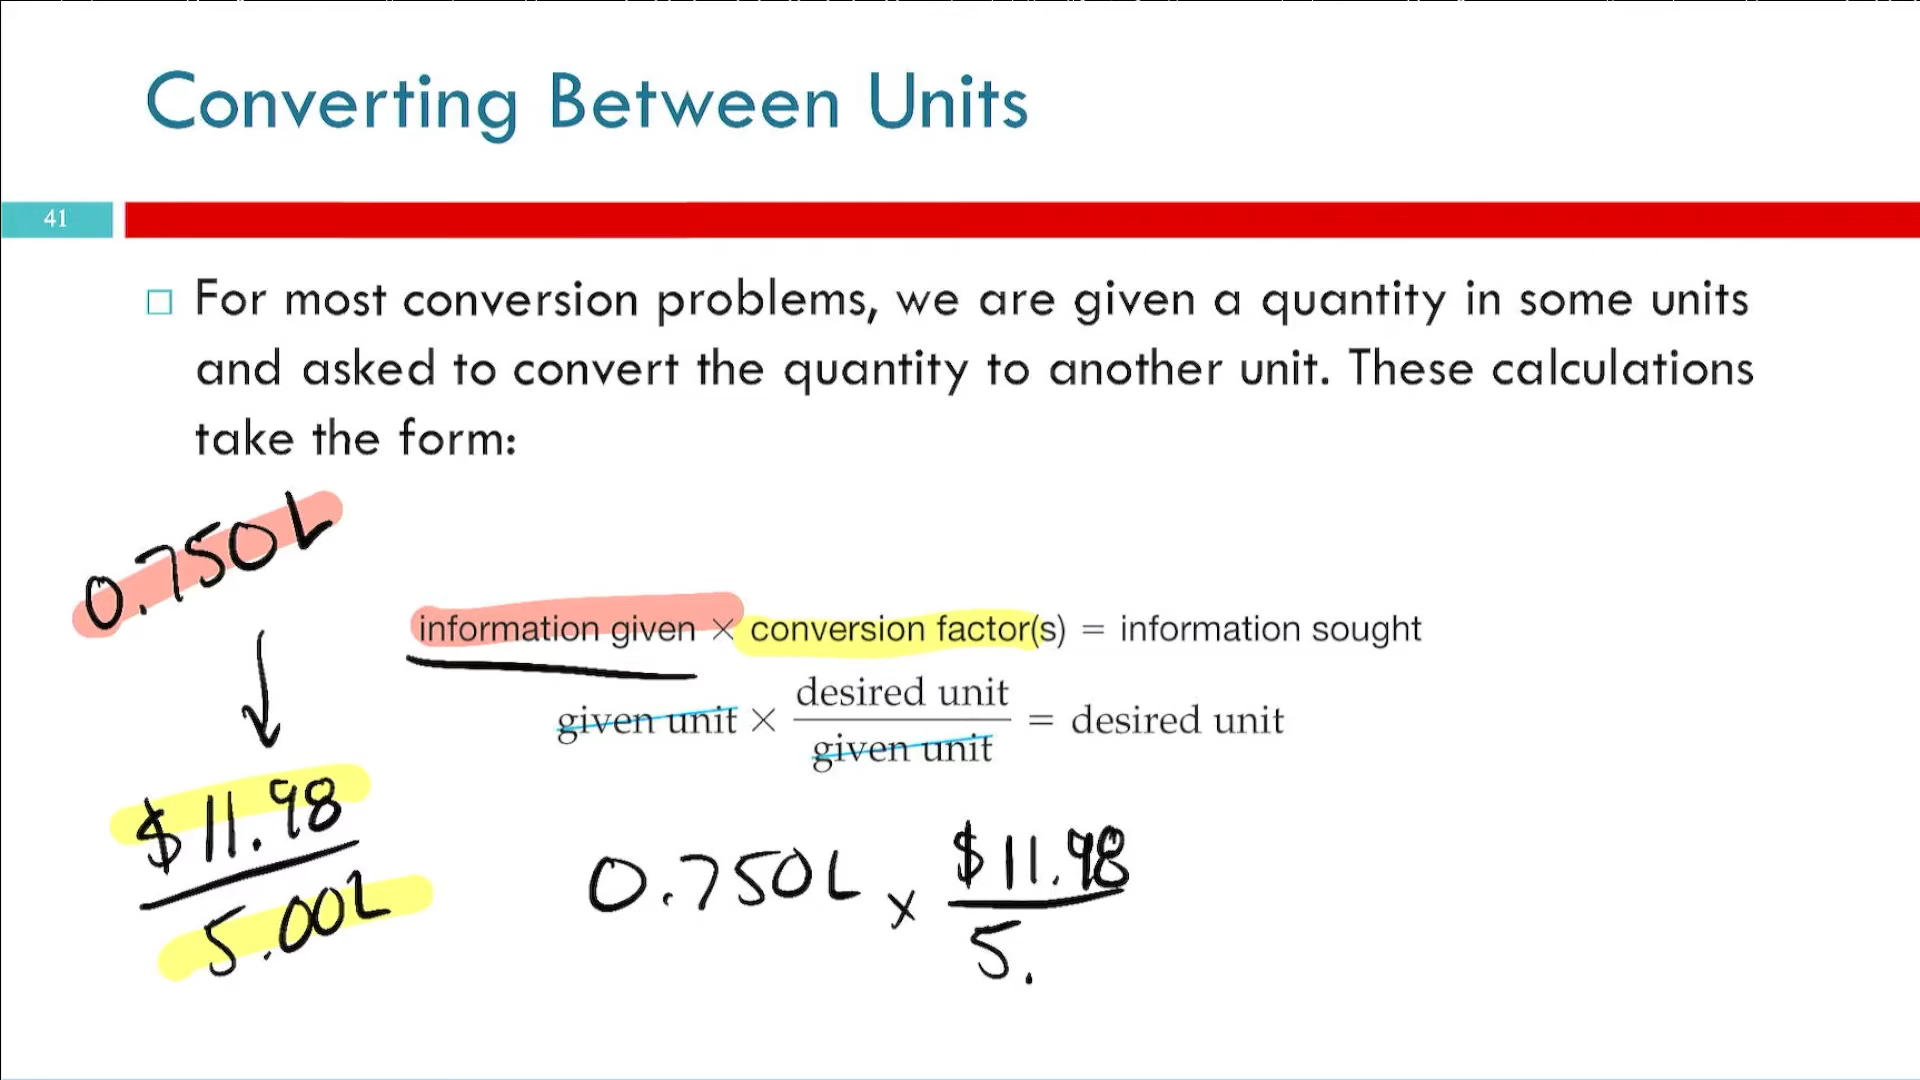 Converting Between Units
41
For most conversion problems, we are given a quantity in some units
and asked to convert the quantity to another unit. These calculations
take the form:
0.750L
information given × conversion factor(s) = information sought
given unit × desired unit / given unit = desired unit
$11.98
5.00L
0.750L × $11.98
5.